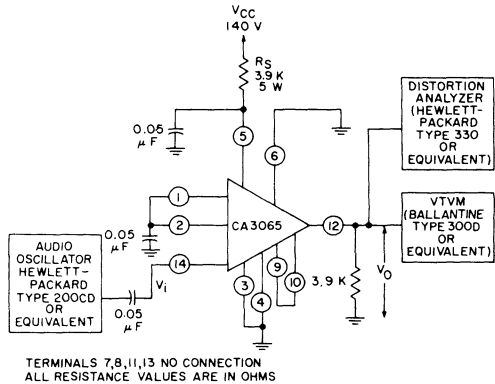 VCC
140 V
RS
3.9 K
5 W
0.05
μF
5
6
DISTORTION
ANALYZER
(HEWLETT-
PACKARD
TYPE 330
OR
EQUIVALENT)
1
2
14
CA3065
12
VTVM
(BALLANTINE
TYPE 300D
OR
EQUIVALENT)
0.05
μF
AUDIO
OSCILLATOR
HEWLETT-
PACKARD
TYPE 200CD
OR
EQUIVALENT
Vi
0.05
μF
3
4
9
10
3.9 K
VO
TERMINALS 7,8,11,13 NO CONNECTION
ALL RESISTANCE VALUES ARE IN OHMS